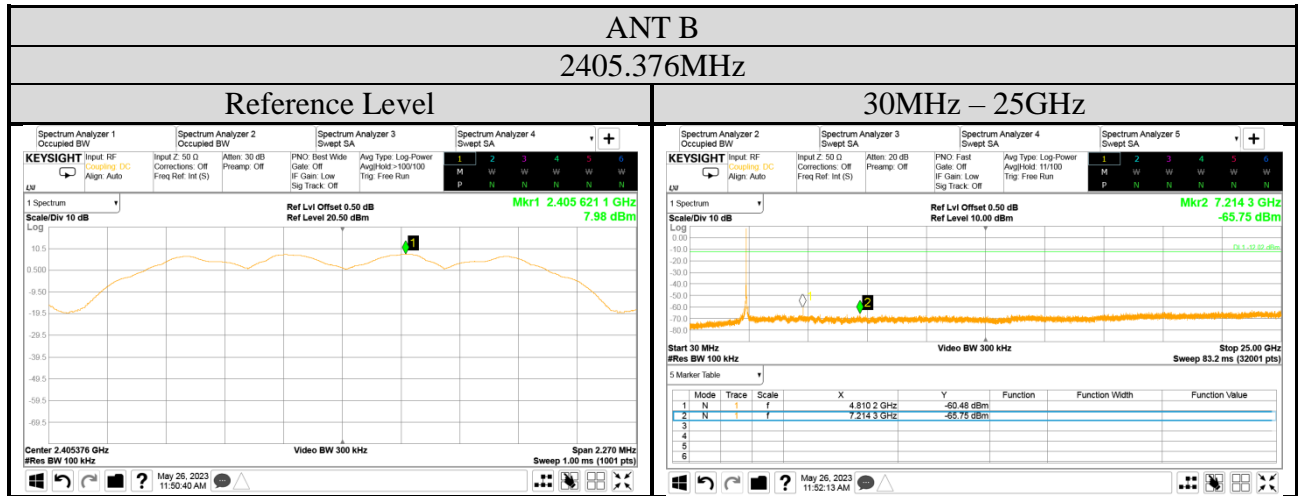 ANT B
2405.376MHz
Reference Level
30MHz – 25GHz
Spectrum Analyzer 1
Occupied BW
Spectrum Analyzer 2
Occupied BW
Spectrum Analyzer 3
Swept SA
Spectrum Analyzer 4
Swept SA
+
KEYSIGHT
Input: RF
Coupling: DC
Align: Auto
Input Z: 50 Ω
Corrections: Off
Freq Ref: Int (S)
Atten: 30 dB
Preamp: Off
PNO: Best Wide
Gate: Off
IF Gain: Low
Sig Track: Off
Avg Type: Log-Power
Avg|Hold:>100/100
Trig: Free Run
1 2 3 4 5 6
M W W W W W
P N N N N N
1 Spectrum
Scale/Div 10 dB
Ref Lvl Offset 0.50 dB
Ref Level 20.50 dBm
Mkr1 2.405 621 1 GHz
7.98 dBm
Log
1
10.5
0.500
-9.50
-19.5
-29.5
-39.5
-49.5
-59.5
-69.5
Center 2.405376 GHz
#Res BW 100 kHz
Video BW 300 kHz
Span 2.270 MHz
Sweep 1.00 ms (1001 pts)
?
May 26, 2023
11:50:40 AM
Spectrum Analyzer 2
Occupied BW
Spectrum Analyzer 3
Swept SA
Spectrum Analyzer 4
Swept SA
Spectrum Analyzer 5
Swept SA
+
KEYSIGHT
Input: RF
Coupling: DC
Align: Auto
Input Z: 50 Ω
Corrections: Off
Freq Ref: Int (S)
Atten: 20 dB
Preamp: Off
PNO: Fast
Gate: Off
IF Gain: Low
Sig Track: Off
Avg Type: Log-Power
Avg|Hold: 11/100
Trig: Free Run
1 2 3 4 5 6
M W W W W W
P N N N N N
1 Spectrum
Scale/Div 10 dB
Ref Lvl Offset 0.50 dB
Ref Level 10.00 dBm
Mkr2 7.214 3 GHz
-65.75 dBm
Log
0.00
-10.0
-20.0
-30.0
-40.0
-50.0
-60.0
-70.0
-80.0
1
2
Start 30 MHz
#Res BW 100 kHz
Video BW 300 kHz
Stop 25.00 GHz
Sweep 83.2 ms (32001 pts)
5 Marker Table
Mode Trace Scale X Y Function Function Width Function Value
1 N 1 f 4.810 2 GHz -60.48 dBm
2 N 1 f 7.214 3 GHz -65.75 dBm
3
4
5
6
?
May 26, 2023
11:52:13 AM